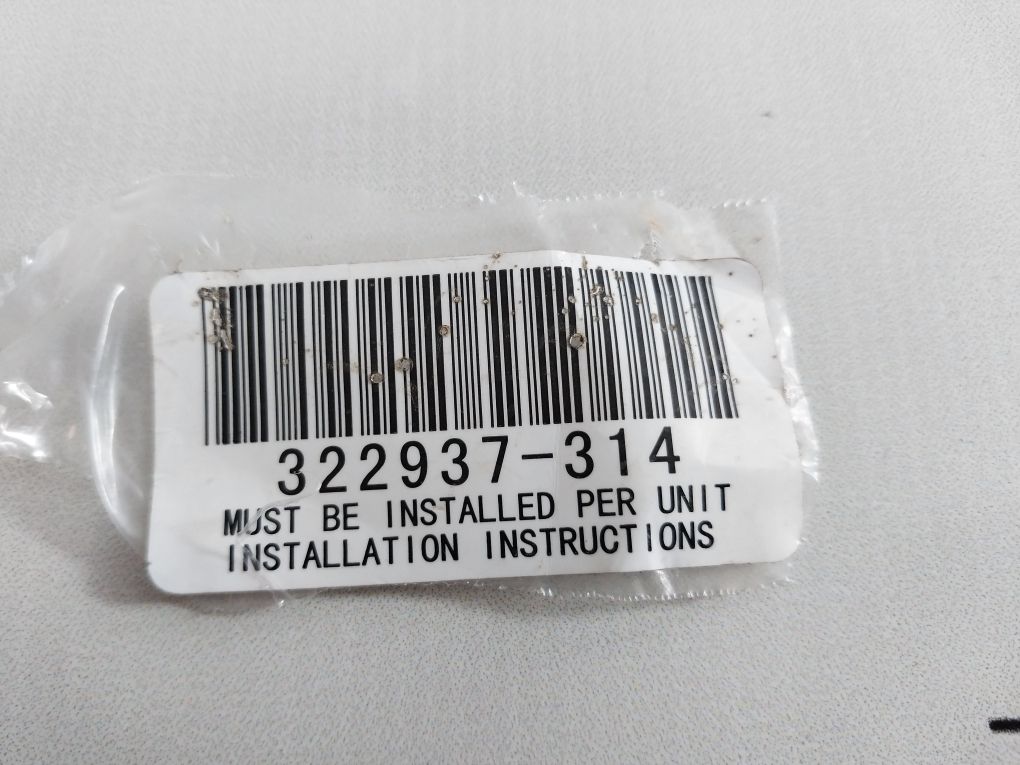 322937-314
MUST BE INSTALLED PER UNIT
INSTALLATION INSTRUCTIONS